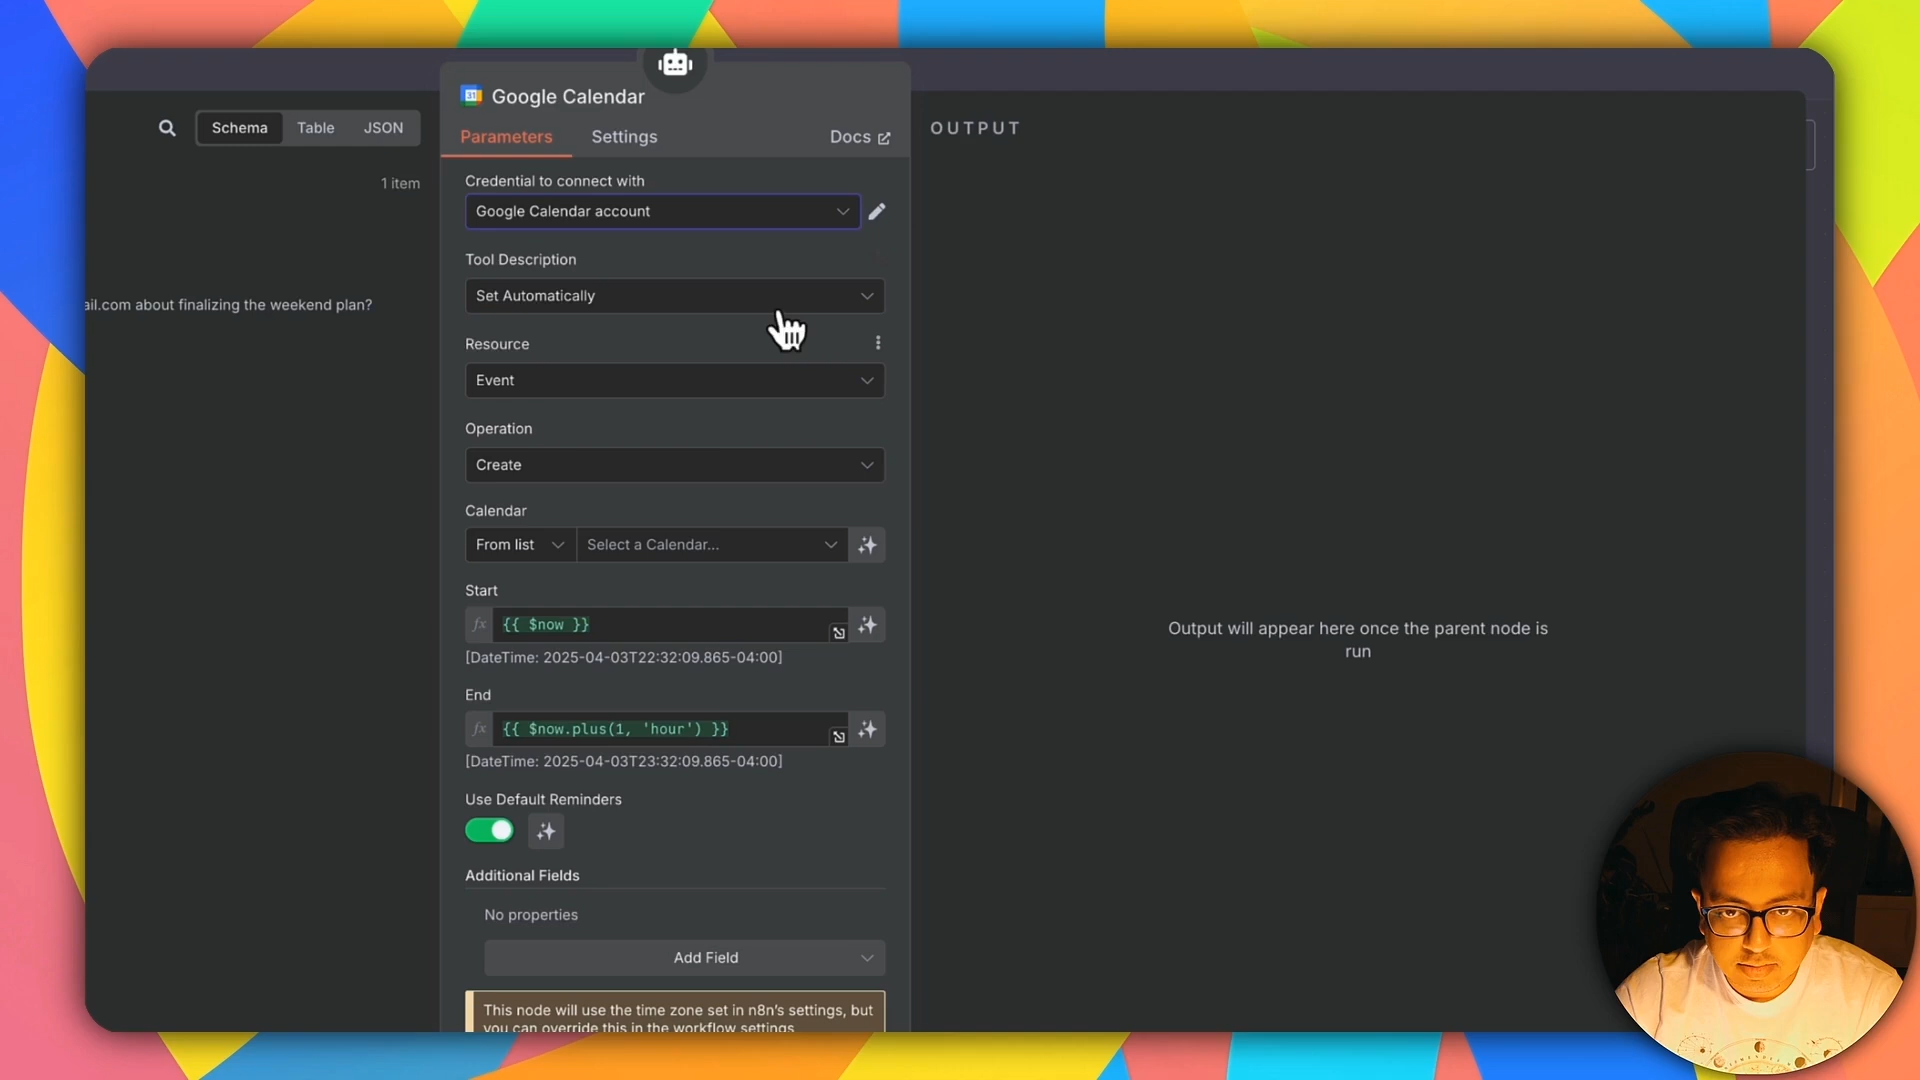 Google Calendar
Parameters
Settings
Docs
Schema
Table
JSON
1 item
ail.com about finalizing the weekend plan?
Credential to connect with
Google Calendar account
Tool Description
Set Automatically
Resource
Event
Operation
Create
Calendar
From list
Select a Calendar...
Start
fx {{ $now }}
[DateTime: 2025-04-03T22:32:09.865-04:00]
End
fx {{ $now.plus(1, 'hour') }}
[DateTime: 2025-04-03T23:32:09.865-04:00]
Use Default Reminders
Additional Fields
No properties
Add Field
This node will use the time zone set in n8n's settings, but
you can override this in the workflow settings
OUTPUT
Output will appear here once the parent node is
run